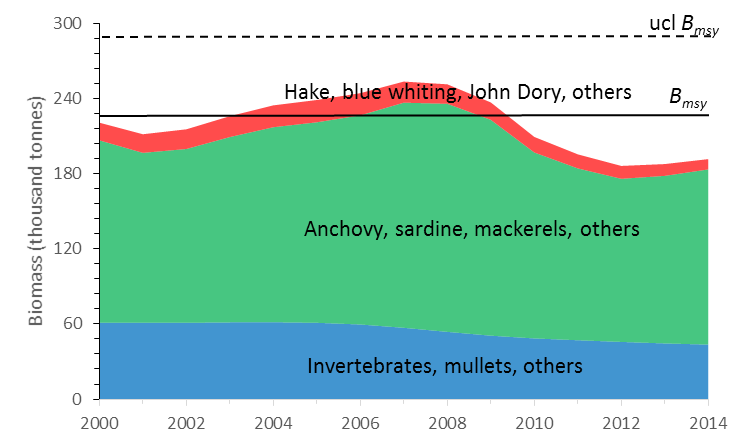 300
ucl Bmsy
240
Hake, blue whiting, John Dory, others
Bmsy
180
Anchovy, sardine, mackerels, others
120
Biomass (thousand tonnes)
60
Invertebrates, mullets, others
0
2000 2002 2004 2006 2008 2010 2012 2014